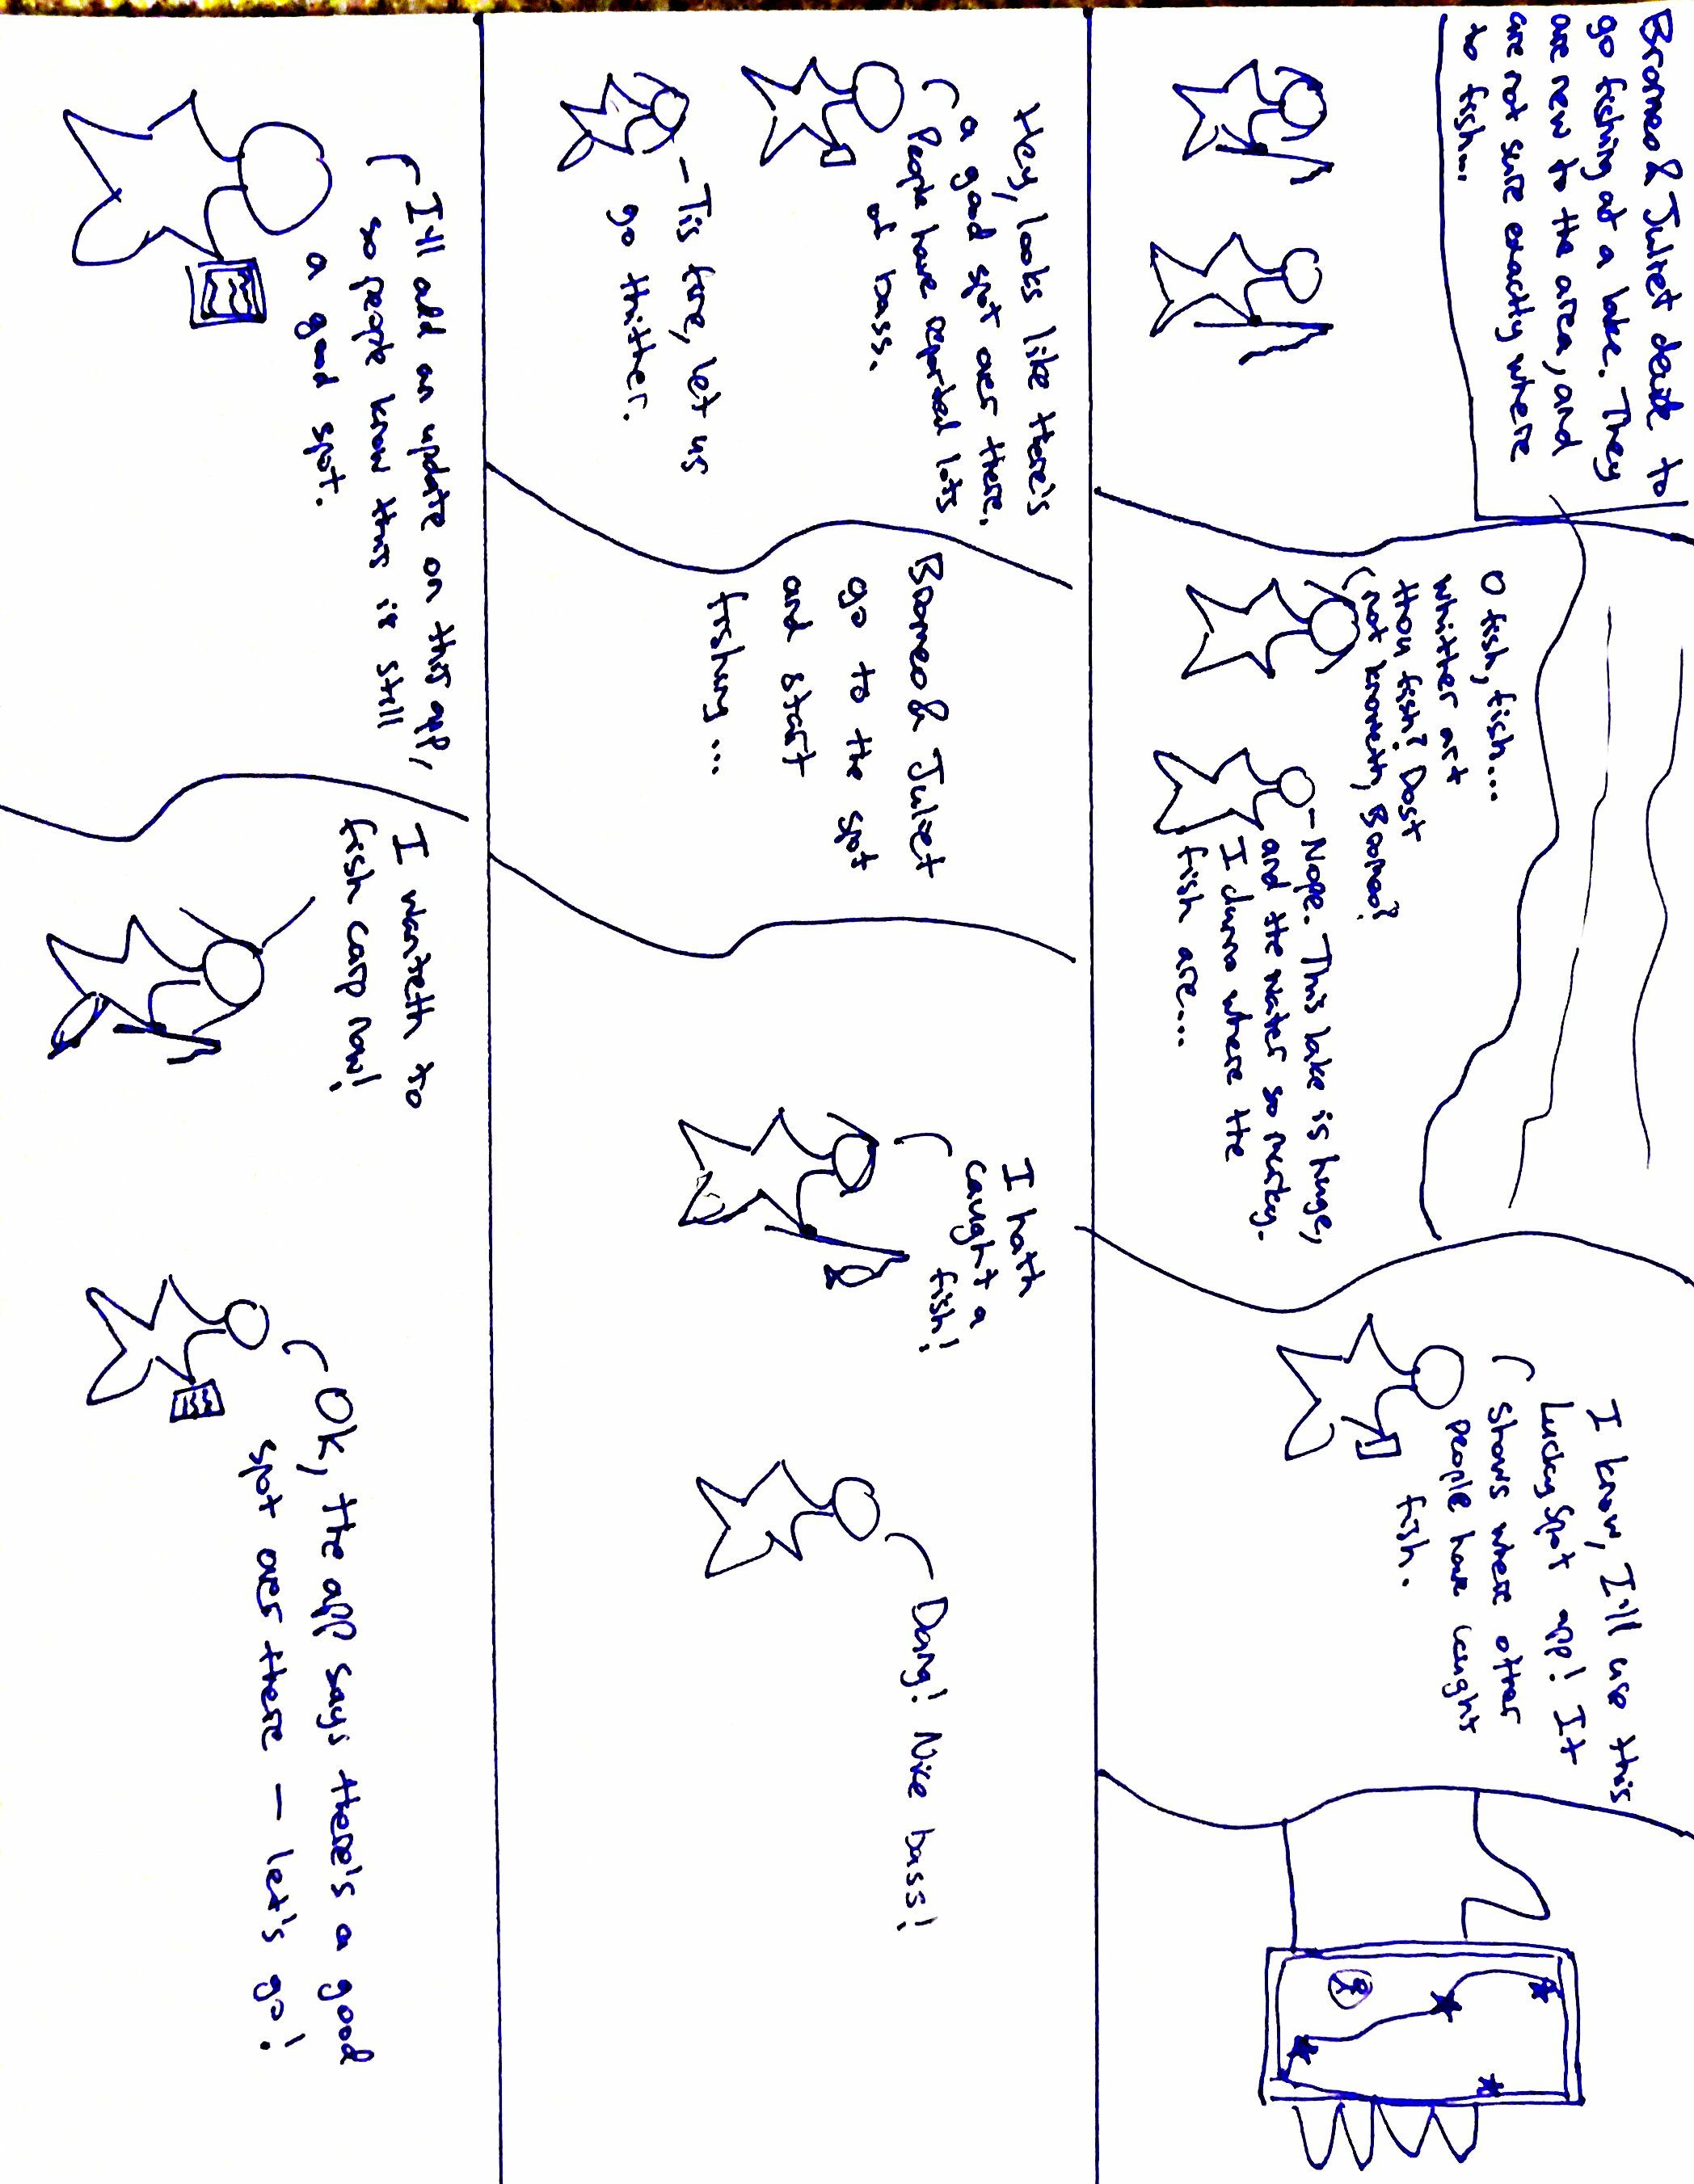 Bromeo & Juliet decide to
go fishing at a lake. They
are new to the area, and
are not sure exactly where
to fish...
O fish, fish...
whither art
thou fish? Dost
not knoweth, Bromeo?
Nope. This lake is huge,
and the water so murky.
I dunno where the
fish are...
I know, I'll use this
Lucky Spot app! It
shows where other
people have caught
fish.
Hey, looks like there's
a good spot over there.
People have reported lots
of bass.
Tis fine, let us
go thither.
Bromeo & Juliet
go to the spot
and start
fishing...
I hath
caught a
fish!
Dang! Nice bass!
I'll add an update on this app,
so people know this is still
a good spot.
I wanteth to
fish carp now!
Ok, the app says there's a good
spot over there - let's go!